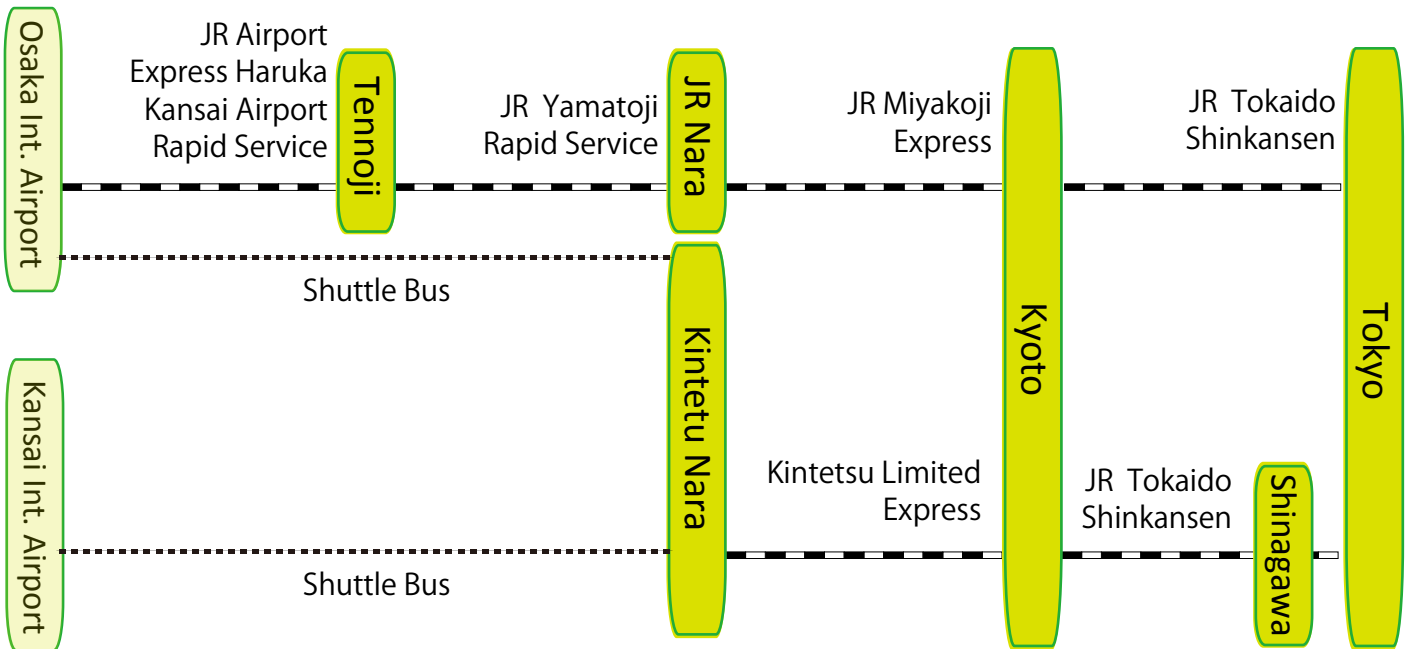 Osaka Int. Airport
JR Airport
Express Haruka
Kansai Airport
Rapid Service
Tennoji
JR Yamatoji
Rapid Service
JR Nara
JR Miyakoji
Express
Kyoto
JR Tokaido
Shinkansen
Tokyo
Shuttle Bus
Kansai Int. Airport
Shuttle Bus
Kintetu Nara
Kintetsu Limited
Express
JR Tokaido
Shinkansen
Shinagawa